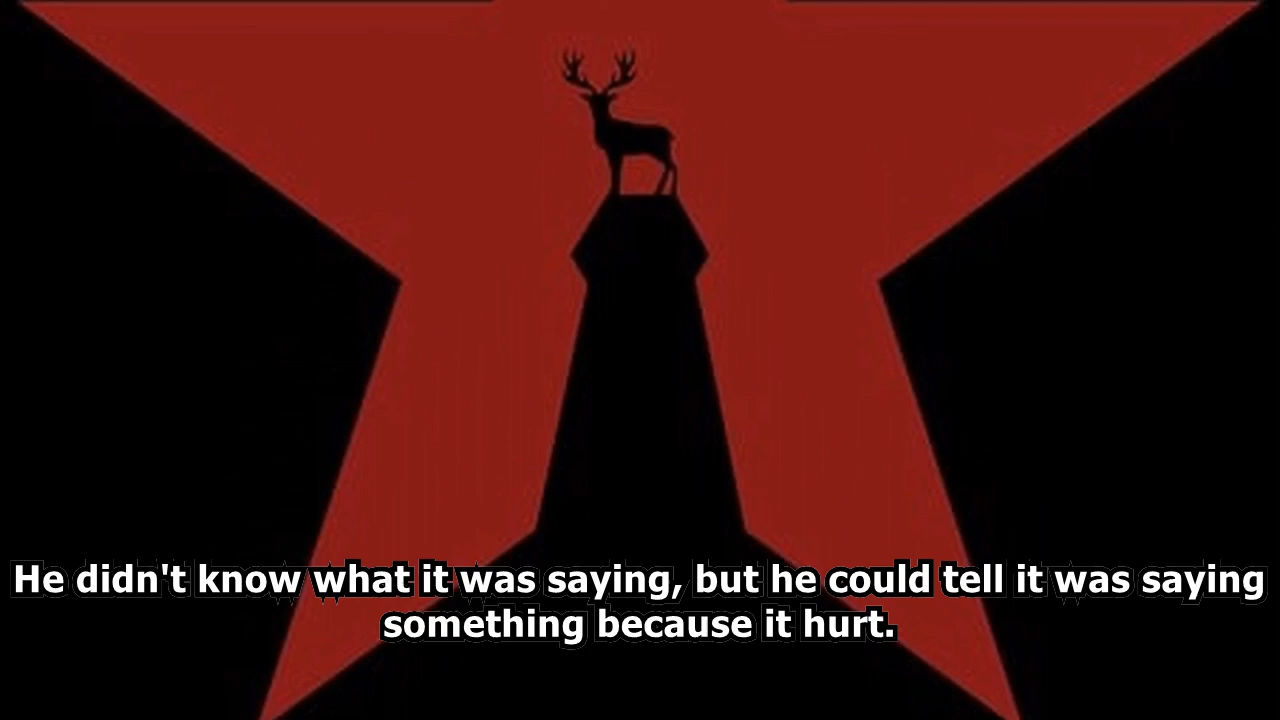 He didn't know what it was saying, but he could tell it was saying
something because it hurt.